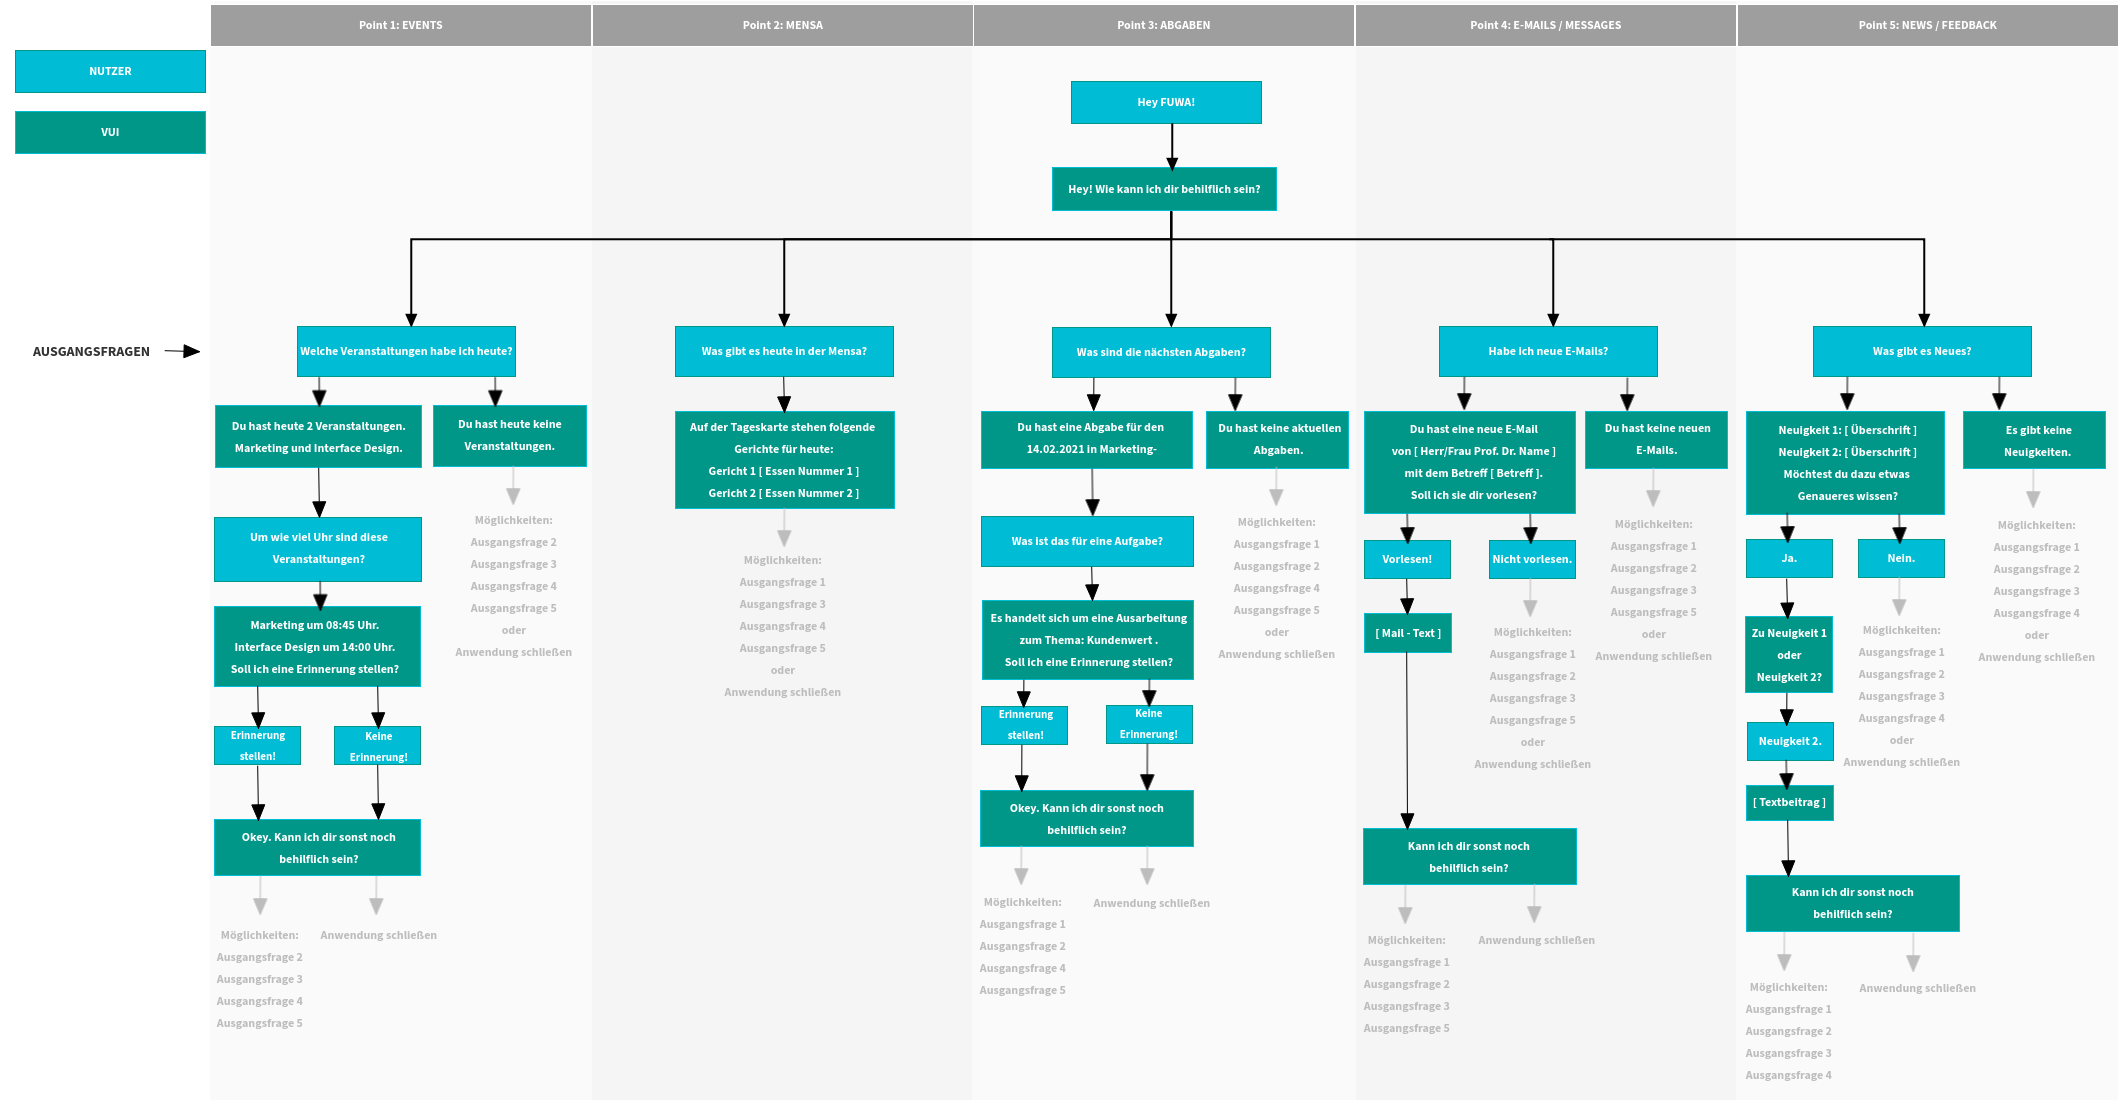 Point 1: EVENTS
Point 2: MENSA
Point 3: ABGABEN
Point 4: E-MAILS / MESSAGES
Point 5: NEWS / FEEDBACK
NUTZER
VUI
Hey FUWA!
Hey! Wie kann ich dir behilflich sein?
AUSGANGSFRAGEN
Welche Veranstaltungen habe ich heute?
Du hast heute 2 Veranstaltungen.
Marketing und Interface Design.
Du hast heute keine
Veranstaltungen.
Möglichkeiten:
Ausgangsfrage 2
Ausgangsfrage 3
Ausgangsfrage 4
Ausgangsfrage 5
oder
Anwendung schließen
Um wie viel Uhr sind diese
Veranstaltungen?
Marketing um 08:45 Uhr.
Interface Design um 14:00 Uhr.
Soll ich eine Erinnerung stellen?
Erinnerung
stellen!
Keine
Erinnerung!
Okey. Kann ich dir sonst noch
behilflich sein?
Möglichkeiten:
Ausgangsfrage 2
Ausgangsfrage 3
Ausgangsfrage 4
Ausgangsfrage 5
Anwendung schließen
Was gibt es heute in der Mensa?
Auf der Tageskarte stehen folgende
Gerichte für heute:
Gericht 1 [ Essen Nummer 1 ]
Gericht 2 [ Essen Nummer 2 ]
Möglichkeiten:
Ausgangsfrage 1
Ausgangsfrage 3
Ausgangsfrage 4
Ausgangsfrage 5
oder
Anwendung schließen
Was sind die nächsten Abgaben?
Du hast eine Abgabe für den
14.02.2021 in Marketing-
Du hast keine aktuellen
Abgaben.
Möglichkeiten:
Ausgangsfrage 1
Ausgangsfrage 2
Ausgangsfrage 4
Ausgangsfrage 5
oder
Anwendung schließen
Was ist das für eine Aufgabe?
Es handelt sich um eine Ausarbeitung
zum Thema: Kundenwert .
Soll ich eine Erinnerung stellen?
Erinnerung
stellen!
Keine
Erinnerung!
Okey. Kann ich dir sonst noch
behilflich sein?
Möglichkeiten:
Ausgangsfrage 1
Ausgangsfrage 2
Ausgangsfrage 4
Ausgangsfrage 5
Anwendung schließen
Habe ich neue E-Mails?
Du hast eine neue E-Mail
von [ Herr/Frau Prof. Dr. Name ]
mit dem Betreff [ Betreff ].
Soll ich sie dir vorlesen?
Du hast keine neuen
E-Mails.
Möglichkeiten:
Ausgangsfrage 1
Ausgangsfrage 2
Ausgangsfrage 3
Ausgangsfrage 5
oder
Anwendung schließen
Vorlesen!
Nicht vorlesen.
Möglichkeiten:
Ausgangsfrage 1
Ausgangsfrage 2
Ausgangsfrage 3
Ausgangsfrage 5
oder
Anwendung schließen
[ Mail - Text ]
Kann ich dir sonst noch
behilflich sein?
Möglichkeiten:
Ausgangsfrage 1
Ausgangsfrage 2
Ausgangsfrage 3
Ausgangsfrage 5
Anwendung schließen
Was gibt es Neues?
Neuigkeit 1: [ Überschrift ]
Neuigkeit 2: [ Überschrift ]
Möchtest du dazu etwas
Genaueres wissen?
Es gibt keine
Neuigkeiten.
Möglichkeiten:
Ausgangsfrage 1
Ausgangsfrage 2
Ausgangsfrage 3
Ausgangsfrage 4
oder
Anwendung schließen
Ja.
Nein.
Möglichkeiten:
Ausgangsfrage 1
Ausgangsfrage 2
Ausgangsfrage 3
Ausgangsfrage 4
oder
Anwendung schließen
Zu Neuigkeit 1
oder
Neuigkeit 2?
Neuigkeit 2.
[ Textbeitrag ]
Kann ich dir sonst noch
behilflich sein?
Möglichkeiten:
Ausgangsfrage 1
Ausgangsfrage 2
Ausgangsfrage 3
Ausgangsfrage 4
Anwendung schließen